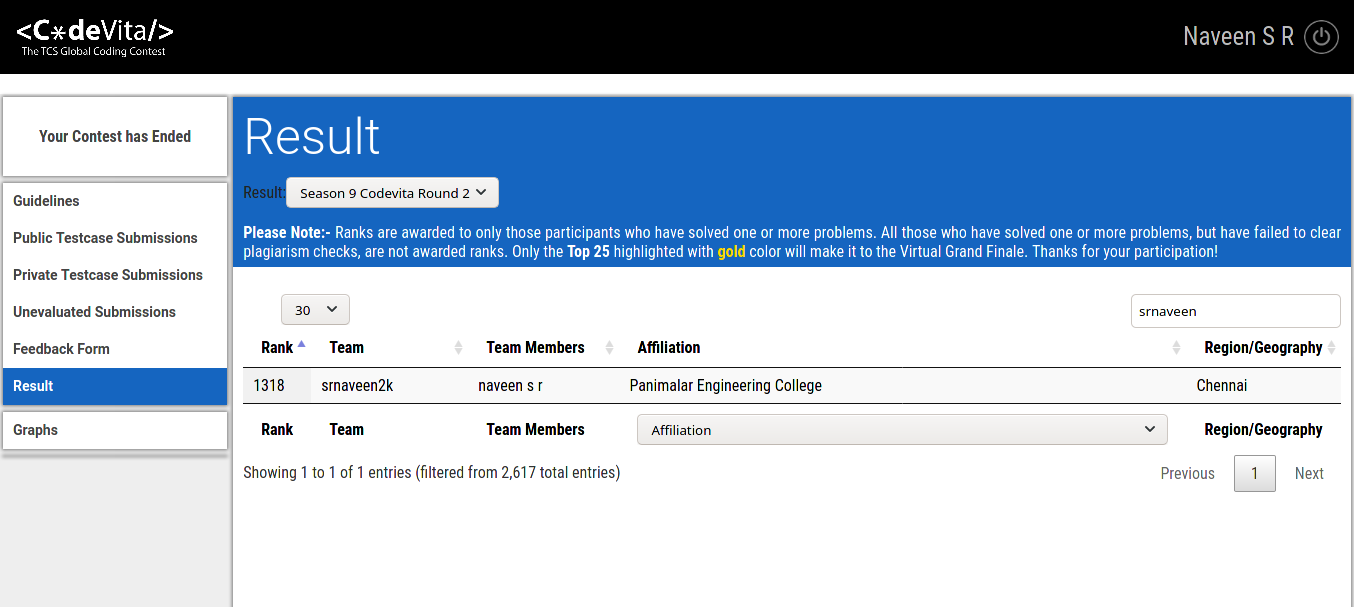 <C*deVita/>
The TCS Global Coding Contest
Naveen S R
Your Contest has Ended
Guidelines
Public Testcase Submissions
Private Testcase Submissions
Unevaluated Submissions
Feedback Form
Result
Graphs
Result
Result: Season 9 Codevita Round 2
Please Note:- Ranks are awarded to only those participants who have solved one or more problems. All those who have solved one or more problems, but have failed to clear
plagiarism checks, are not awarded ranks. Only the Top 25 highlighted with gold color will make it to the Virtual Grand Finale. Thanks for your participation!
30 srnaveen
Rank Team Team Members Affiliation Region/Geography
1318 srnaveen2k naveen s r Panimalar Engineering College Chennai
Rank Team Team Members Affiliation Region/Geography
Showing 1 to 1 of 1 entries (filtered from 2,617 total entries) Previous 1 Next